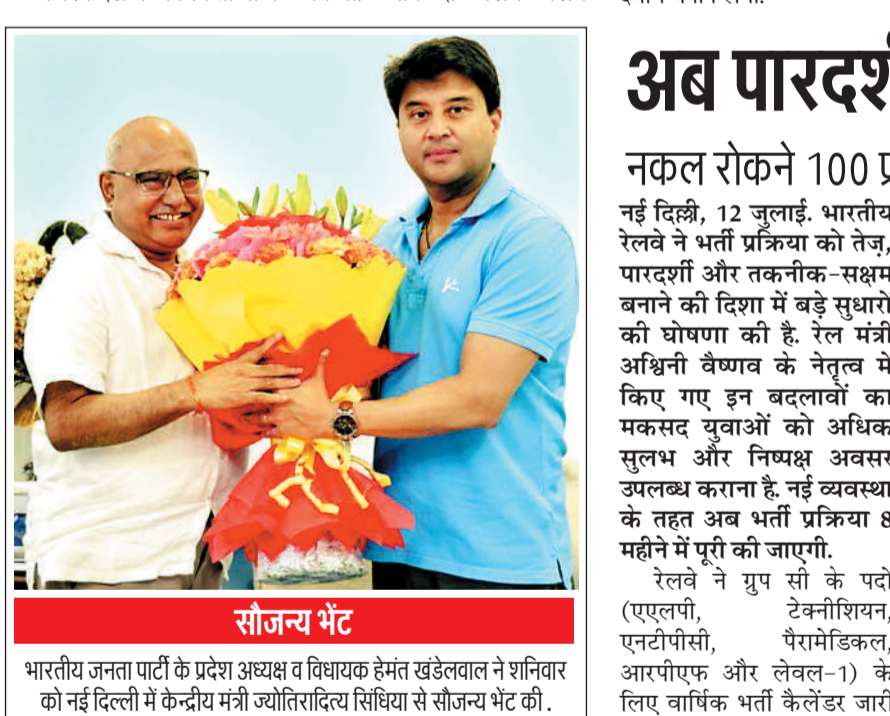 सौजन्य भेंट
भारतीय जनता पार्टी के प्रदेश अध्यक्ष व विधायक हेमंत खंडेलवाल ने शनिवार
को नई दिल्ली में केन्द्रीय मंत्री ज्योतिरादित्य सिंधिया से सौजन्य भेंट की .
अब
नकल रोकने 100
नई दिल्ली, 12 जुलाई. भारतीय
रेलवे ने भर्ती प्रक्रिया को तेज़,
पारदर्शी और तकनीक-सक्षम
बनाने की दिशा में बड़े सुधारों
की घोषणा की है. रेल मंत्री
अश्विनी वैष्णव के नेतृत्व में
किए गए इन बदलावों का
मकसद युवाओं को अधिक
सुलभ और निष्पक्ष अवसर
उपलब्ध कराना है. नई व्यवस्था
के तहत अब भर्ती प्रक्रिया 8
महीने में पूरी की जाएगी.
रेलवे ने ग्रुप सी के पदों
(एएलपी, टेक्नीशियन,
एनटीपीसी, पैरामेडिकल,
आरपीएफ और लेवल-1) के
लिए वार्षिक भर्ती कैलेंडर जारी